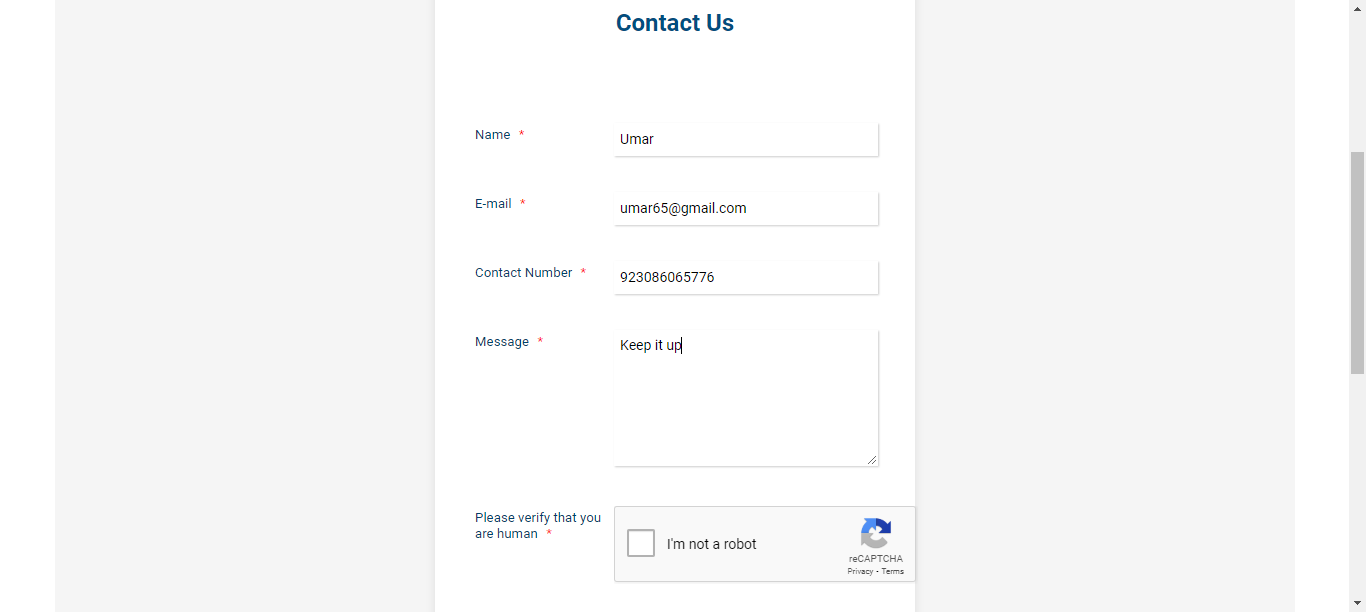 Contact Us
Name *
Umar
E-mail *
umar65@gmail.com
Contact Number *
923086065776
Message *
Keep it up
Please verify that you
are human *
I'm not a robot
reCAPTCHA
Privacy - Terms